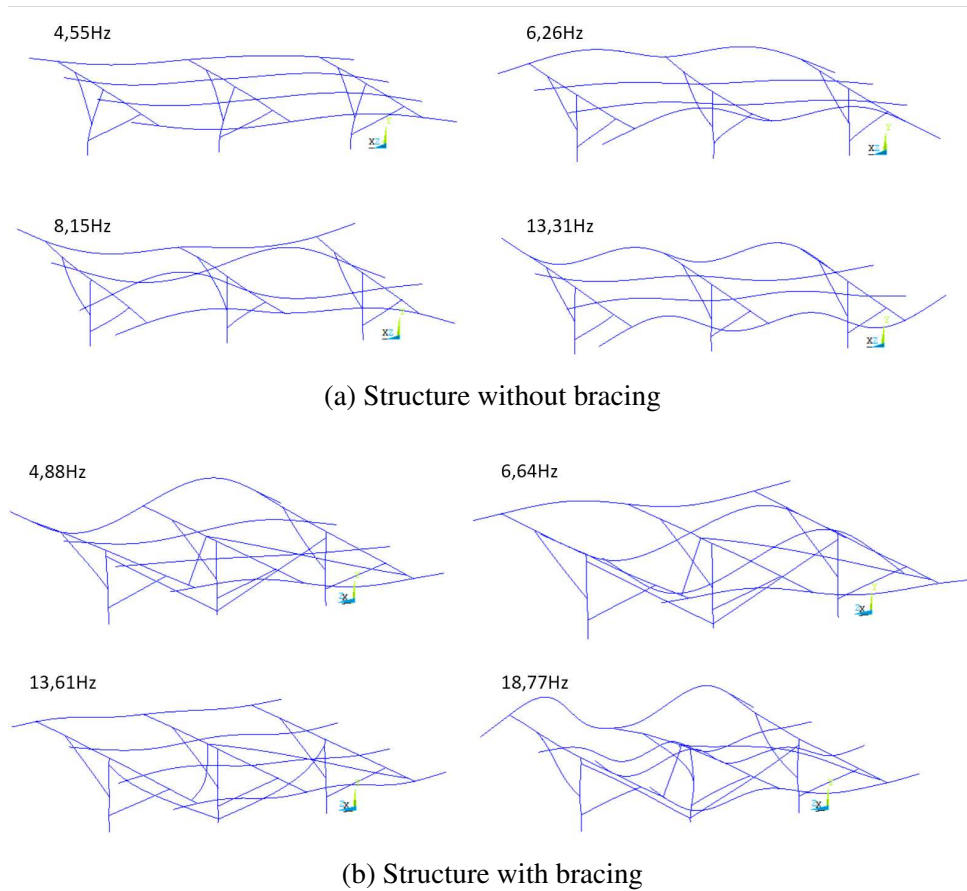 4,55Hz
6,26Hz
8,15Hz
13,31Hz
(a) Structure without bracing
4,88Hz
6,64Hz
13,61Hz
18,77Hz
(b) Structure with bracing